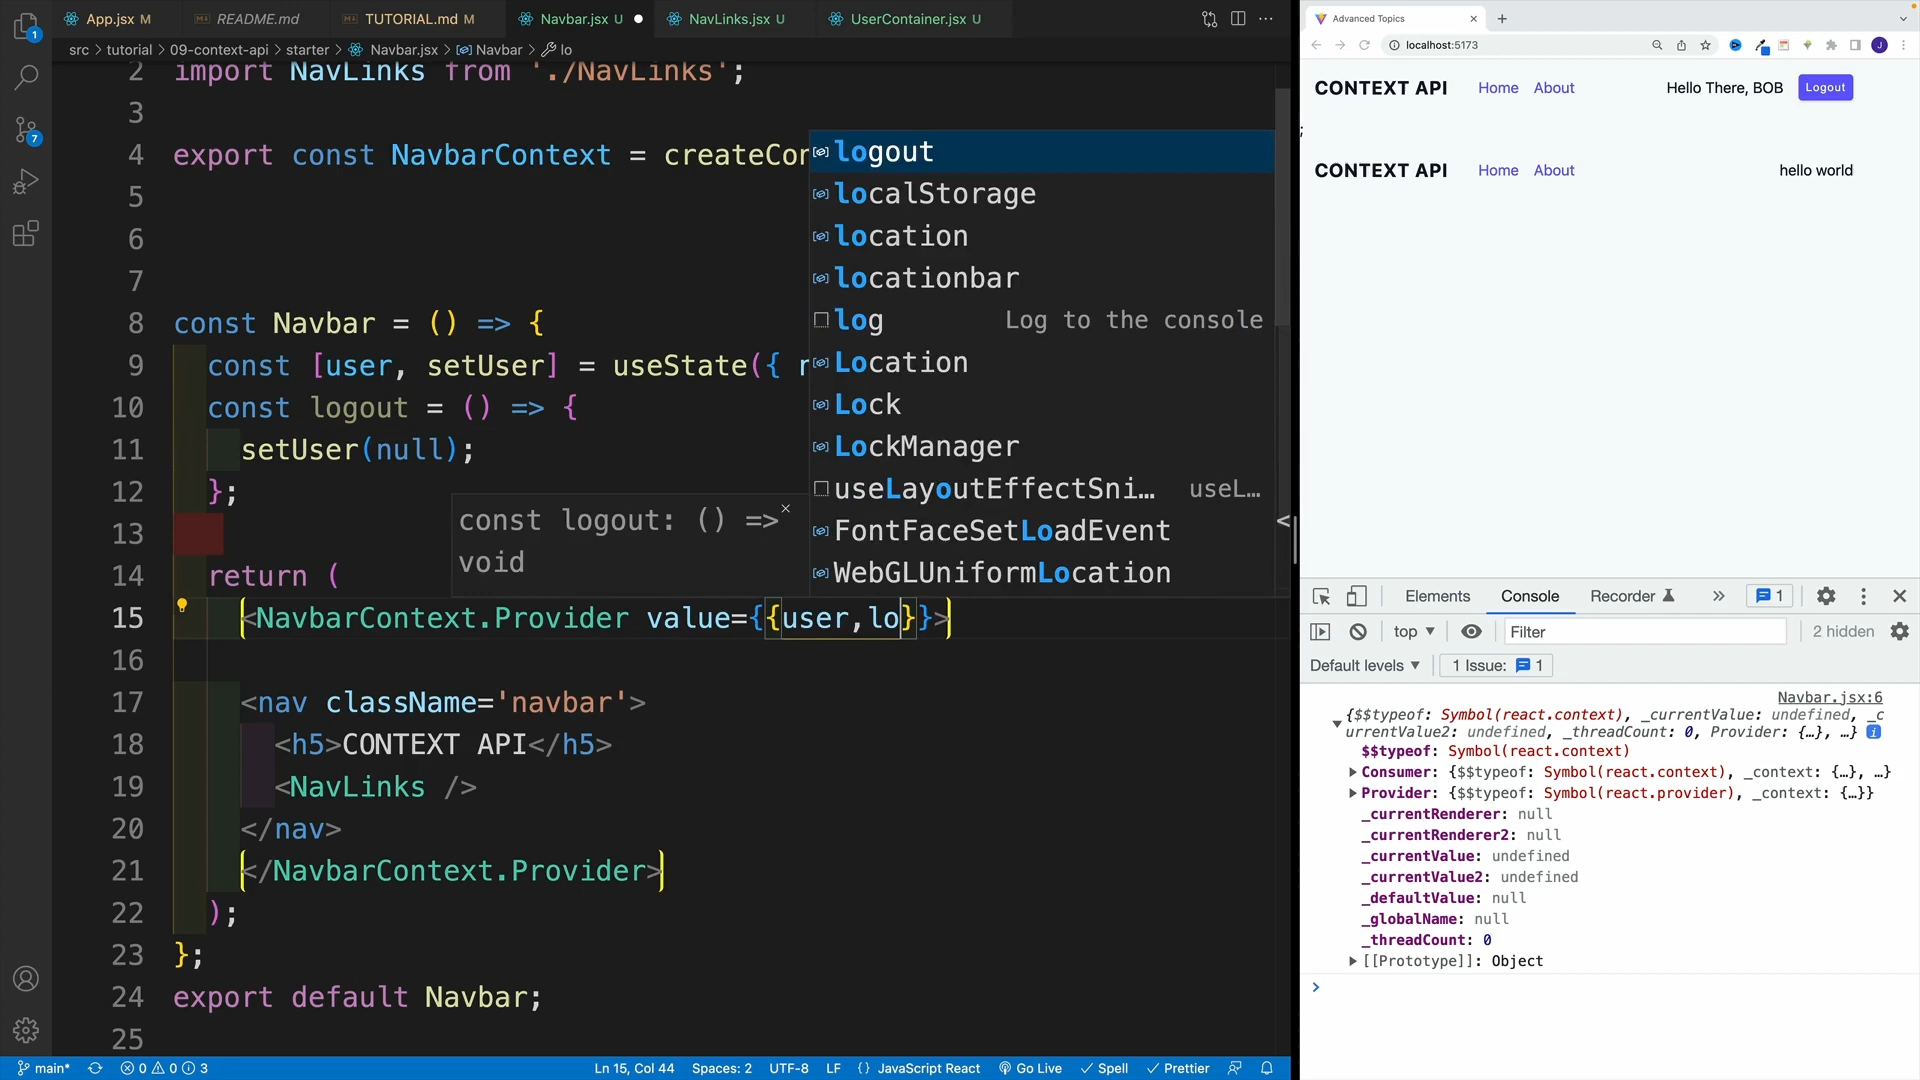 App.jsx M
README.md
TUTORIAL.md M
Navbar.jsx U
NavLinks.jsx U
UserContainer.jsx U
src > tutorial > 09-context-api > starter > Navbar.jsx > Navbar > lo
2 import NavLinks from './NavLinks';
3
4 export const NavbarContext = createCon
5
6
7
8 const Navbar = () => {
9 const [user, setUser] = useState({ n
10 const logout = () => {
11 setUser(null);
12 };
13
14 return (
15 <NavbarContext.Provider value={{user,lo}}>
16
17 <nav className='navbar'>
18 <h5>CONTEXT API</h5>
19 <NavLinks />
20 </nav>
21 </NavbarContext.Provider>
22 );
23 };
24 export default Navbar;
25
logout
localStorage
location
locationbar
log Log to the console
Location
Lock
LockManager
useLayoutEffectSni… useL…
FontFaceSetLoadEvent
WebGLUniformLocation
const logout: () => ×
void
1
7
main* 0 0 3
Ln 15, Col 44 Spaces: 2 UTF-8 LF {} JavaScript React Go Live Spell Prettier
Advanced Topics
localhost:5173
J
CONTEXT API Home About Hello There, BOB Logout
;
CONTEXT API Home About hello world
Elements Console Recorder » 1
top ▼ Filter 2 hidden
Default levels ▼ 1 Issue: 1
Navbar.jsx:6
{$$typeof: Symbol(react.context), _currentValue: undefined, _c
urrentValue2: undefined, _threadCount: 0, Provider: {…}, …} i
$$typeof: Symbol(react.context)
Consumer: {$$typeof: Symbol(react.context), _context: {…}, …}
Provider: {$$typeof: Symbol(react.provider), _context: {…}}
_currentRenderer: null
_currentRenderer2: null
_currentValue: undefined
_currentValue2: undefined
_defaultValue: null
_globalName: null
_threadCount: 0
[[Prototype]]: Object
>